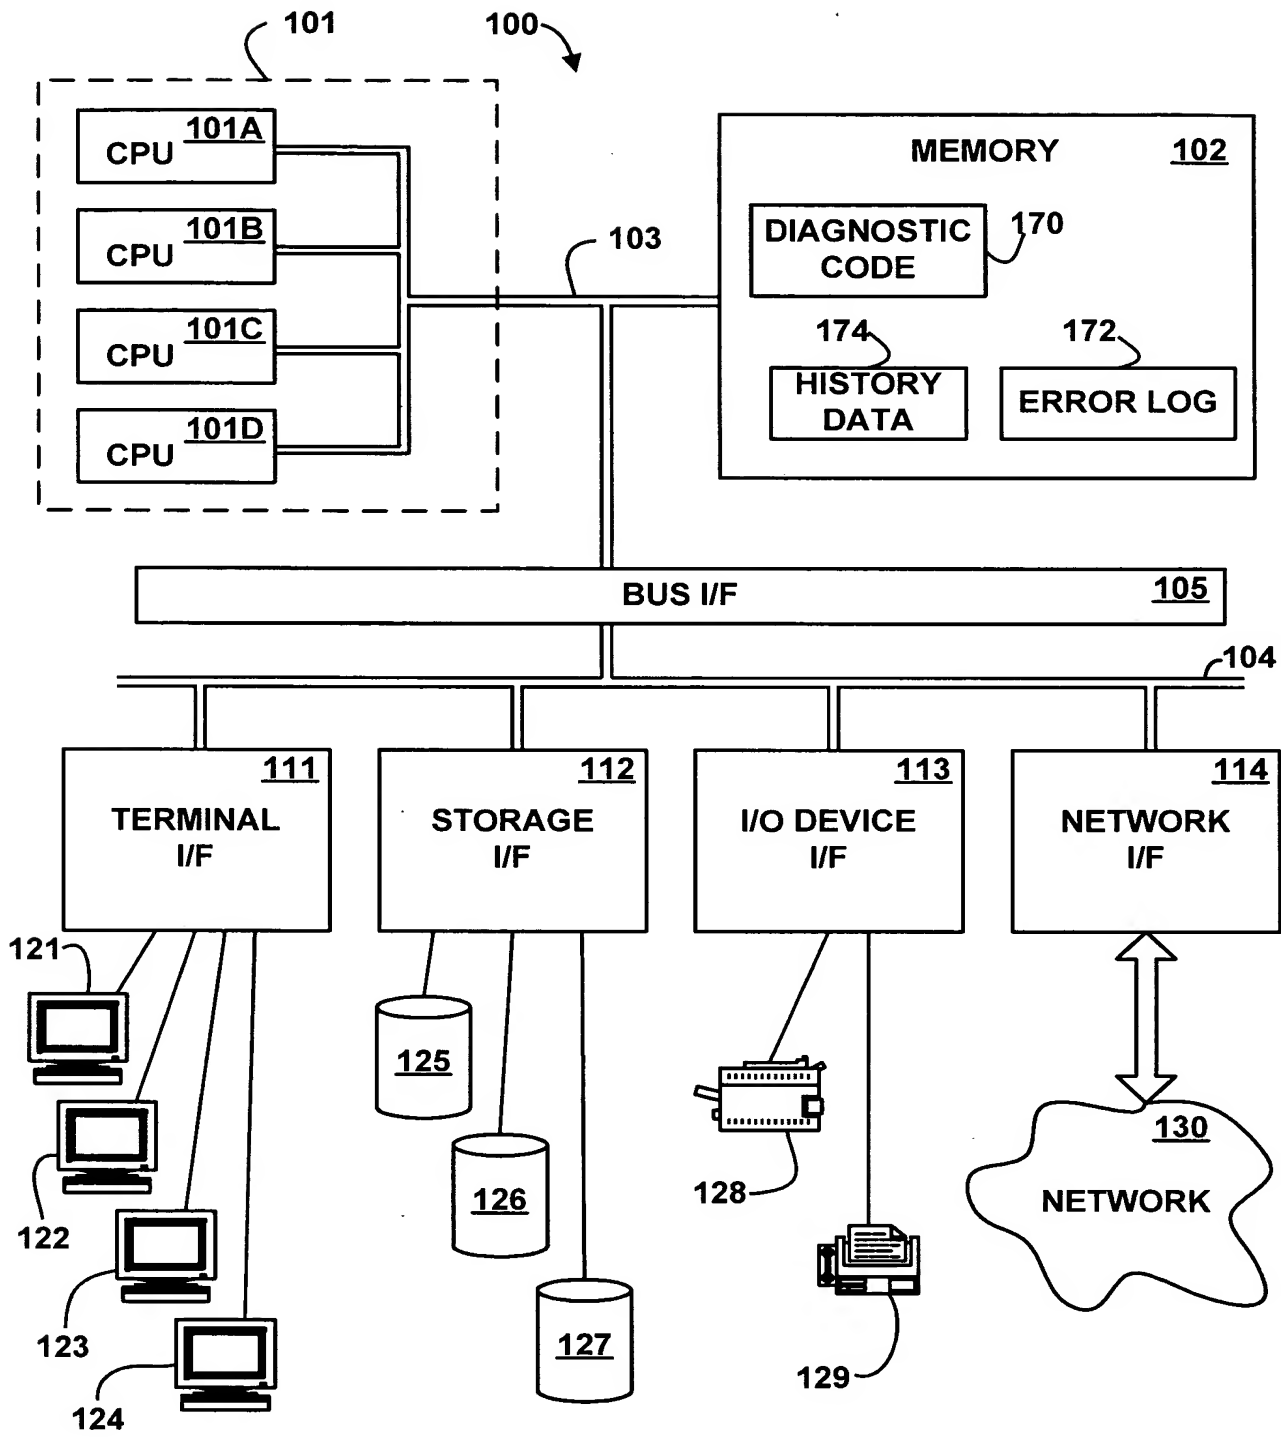 101
100
101A
CPU
101B
CPU
101C
CPU
101D
CPU
103
MEMORY 102
DIAGNOSTIC
CODE
170
174
HISTORY
DATA
172
ERROR LOG
BUS I/F 105
104
111
TERMINAL
I/F
112
STORAGE
I/F
113
I/O DEVICE
I/F
114
NETWORK
I/F
121
122
123
124
125
126
127
128
129
130
NETWORK